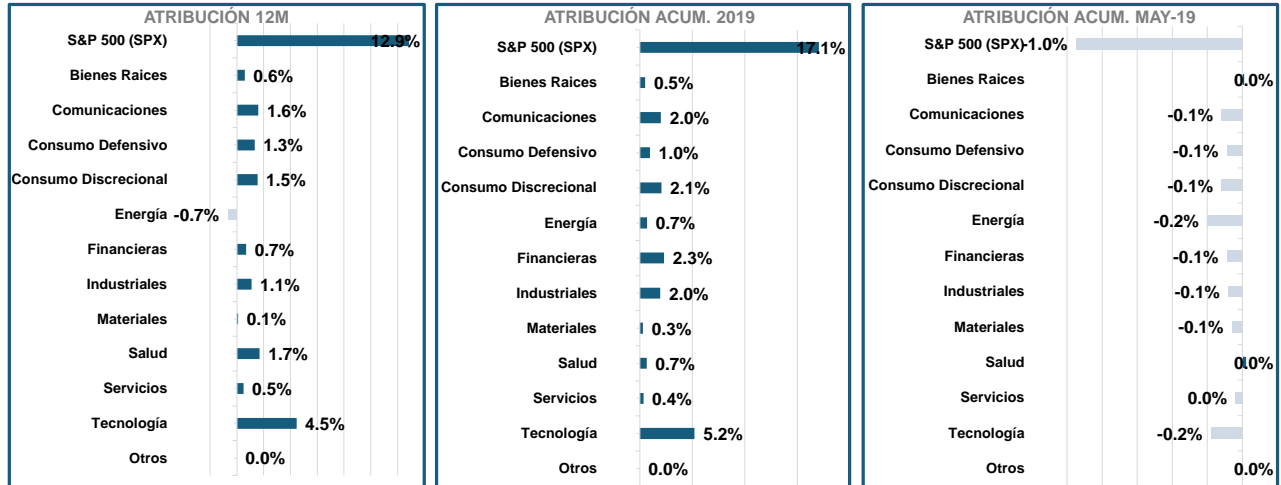 ATRIBUCIÓN 12M
S&P 500 (SPX) 12.9%
Bienes Raices 0.6%
Comunicaciones 1.6%
Consumo Defensivo 1.3%
Consumo Discrecional 1.5%
Energía -0.7%
Financieras 0.7%
Industriales 1.1%
Materiales 0.1%
Salud 1.7%
Servicios 0.5%
Tecnología 4.5%
Otros 0.0%
ATRIBUCIÓN ACUM. 2019
S&P 500 (SPX) 17.1%
Bienes Raices 0.5%
Comunicaciones 2.0%
Consumo Defensivo 1.0%
Consumo Discrecional 2.1%
Energía 0.7%
Financieras 2.3%
Industriales 2.0%
Materiales 0.3%
Salud 0.7%
Servicios 0.4%
Tecnología 5.2%
Otros 0.0%
ATRIBUCIÓN ACUM. MAY-19
S&P 500 (SPX) -1.0%
Bienes Raices 0.0%
Comunicaciones -0.1%
Consumo Defensivo -0.1%
Consumo Discrecional -0.1%
Energía -0.2%
Financieras -0.1%
Industriales -0.1%
Materiales -0.1%
Salud 0.0%
Servicios 0.0%
Tecnología -0.2%
Otros 0.0%